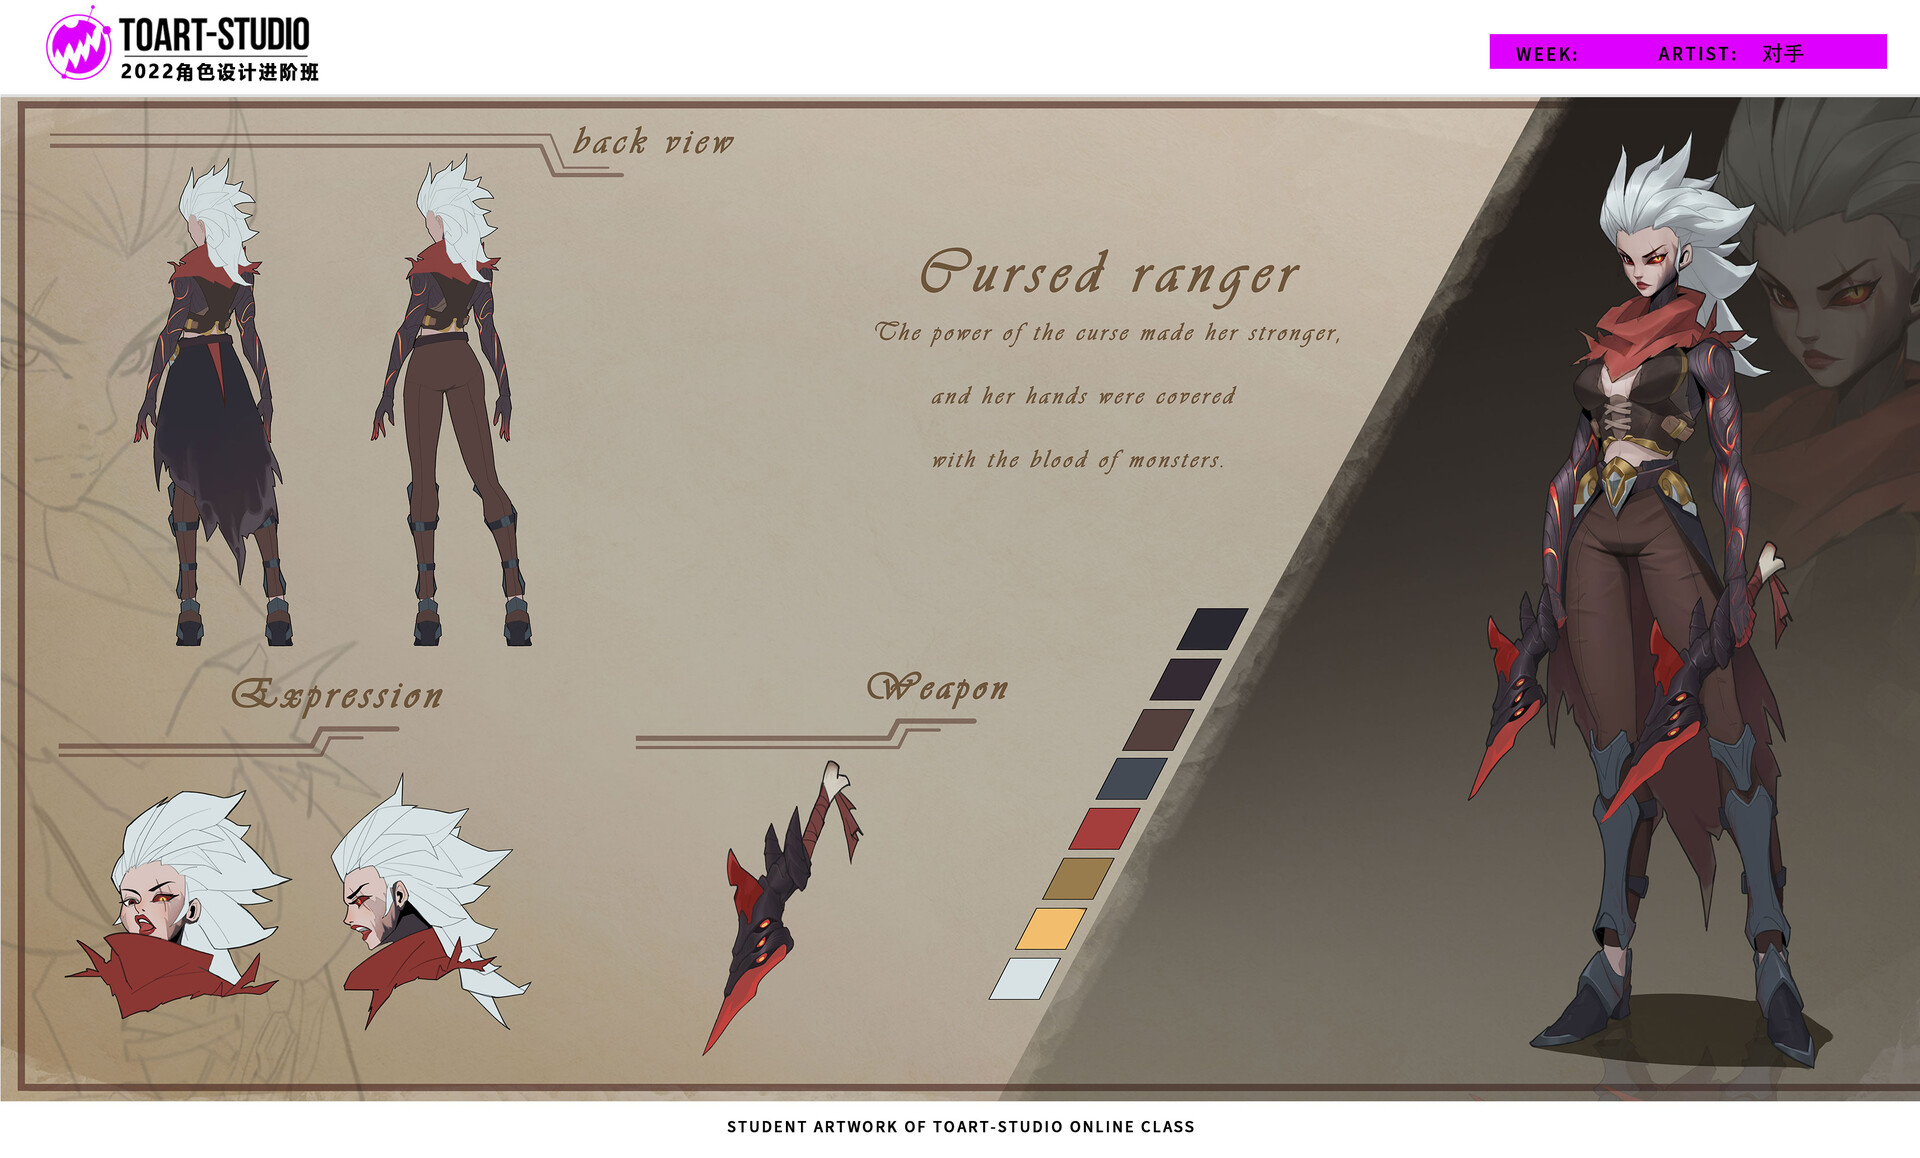 TOART-STUDIO
2022角色设计进阶班
WEEK:
ARTIST: 对手
back view
Cursed ranger
The power of the curse made her stronger,
and her hands were covered
with the blood of monsters.
Expression
Weapon
STUDENT ARTWORK OF TOART-STUDIO ONLINE CLASS